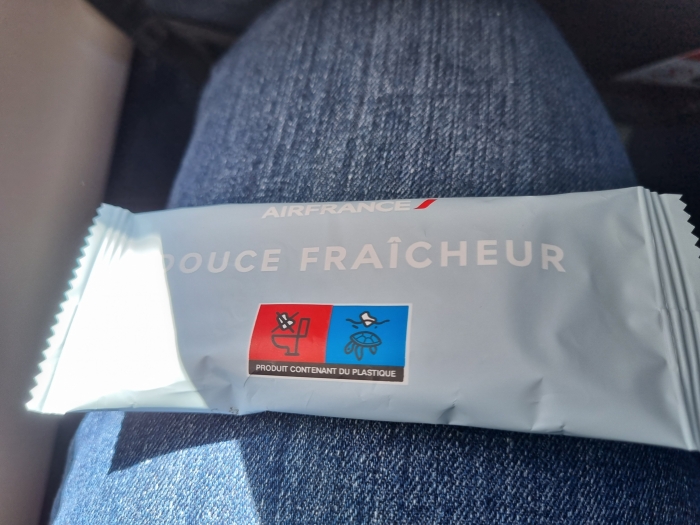 AIRFRANCE
DOUCE FRAÎCHEUR
PRODUIT CONTENANT DU PLASTIQUE